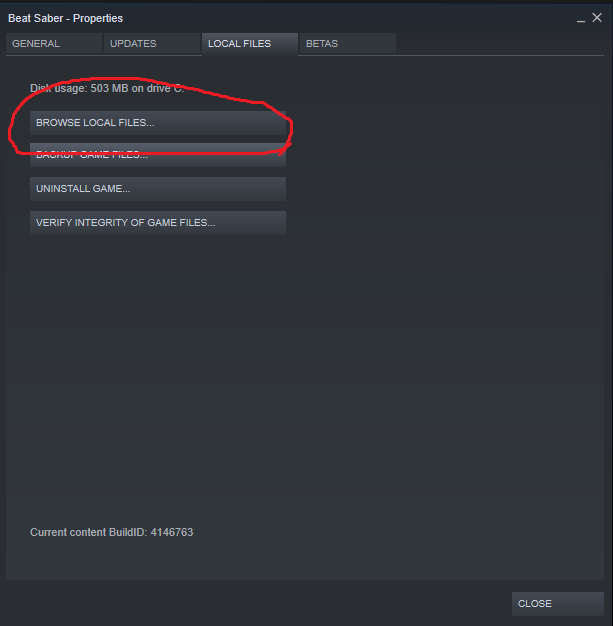 Beat Saber - Properties
GENERAL UPDATES LOCAL FILES BETAS
Disk usage: 503 MB on drive C:
BROWSE LOCAL FILES...
BACKUP GAME FILES...
UNINSTALL GAME...
VERIFY INTEGRITY OF GAME FILES...
Current content BuildID: 4146763
CLOSE